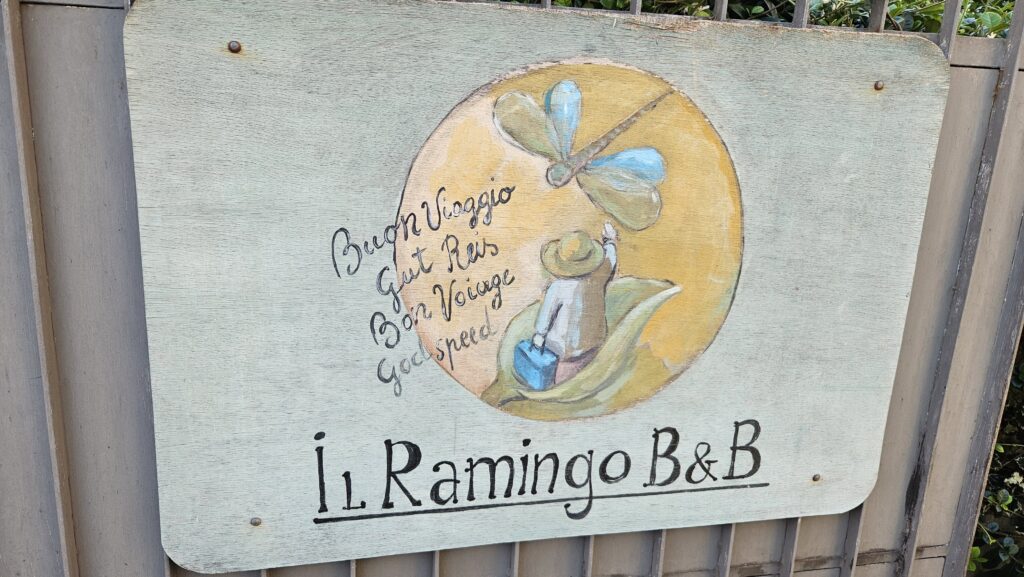 Buon Viaggio
Gut Reis
Bon Voiage
Godspeed
Il Ramingo B&B